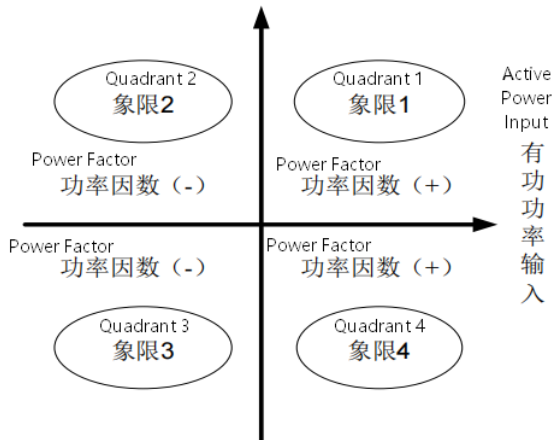 Quadrant 2
象限2
Quadrant 1
象限1
Active
Power
Input
有
功
功
率
输
入
Power Factor
功率因数（-）
Power Factor
功率因数（+）
Power Factor
功率因数（-）
Power Factor
功率因数（+）
Quadrant 3
象限3
Quadrant 4
象限4